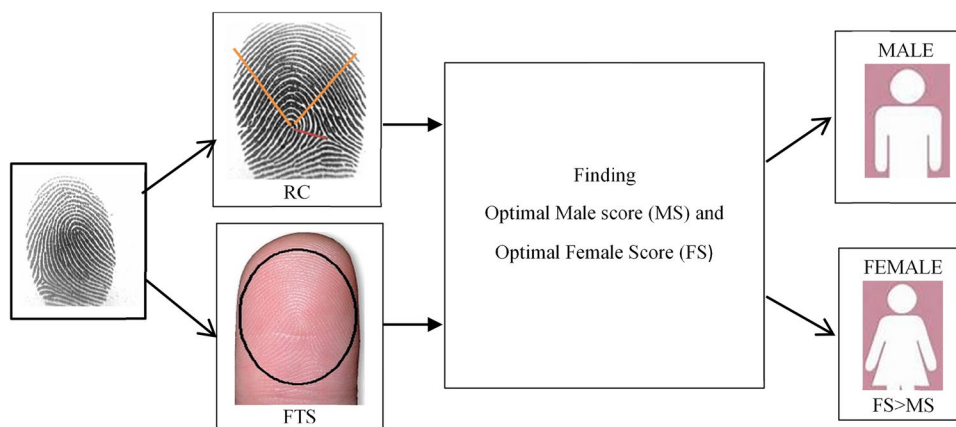 RC
FTS
Finding
Optimal Male score (MS) and
Optimal Female Score (FS)
MALE
FEMALE
FS>MS